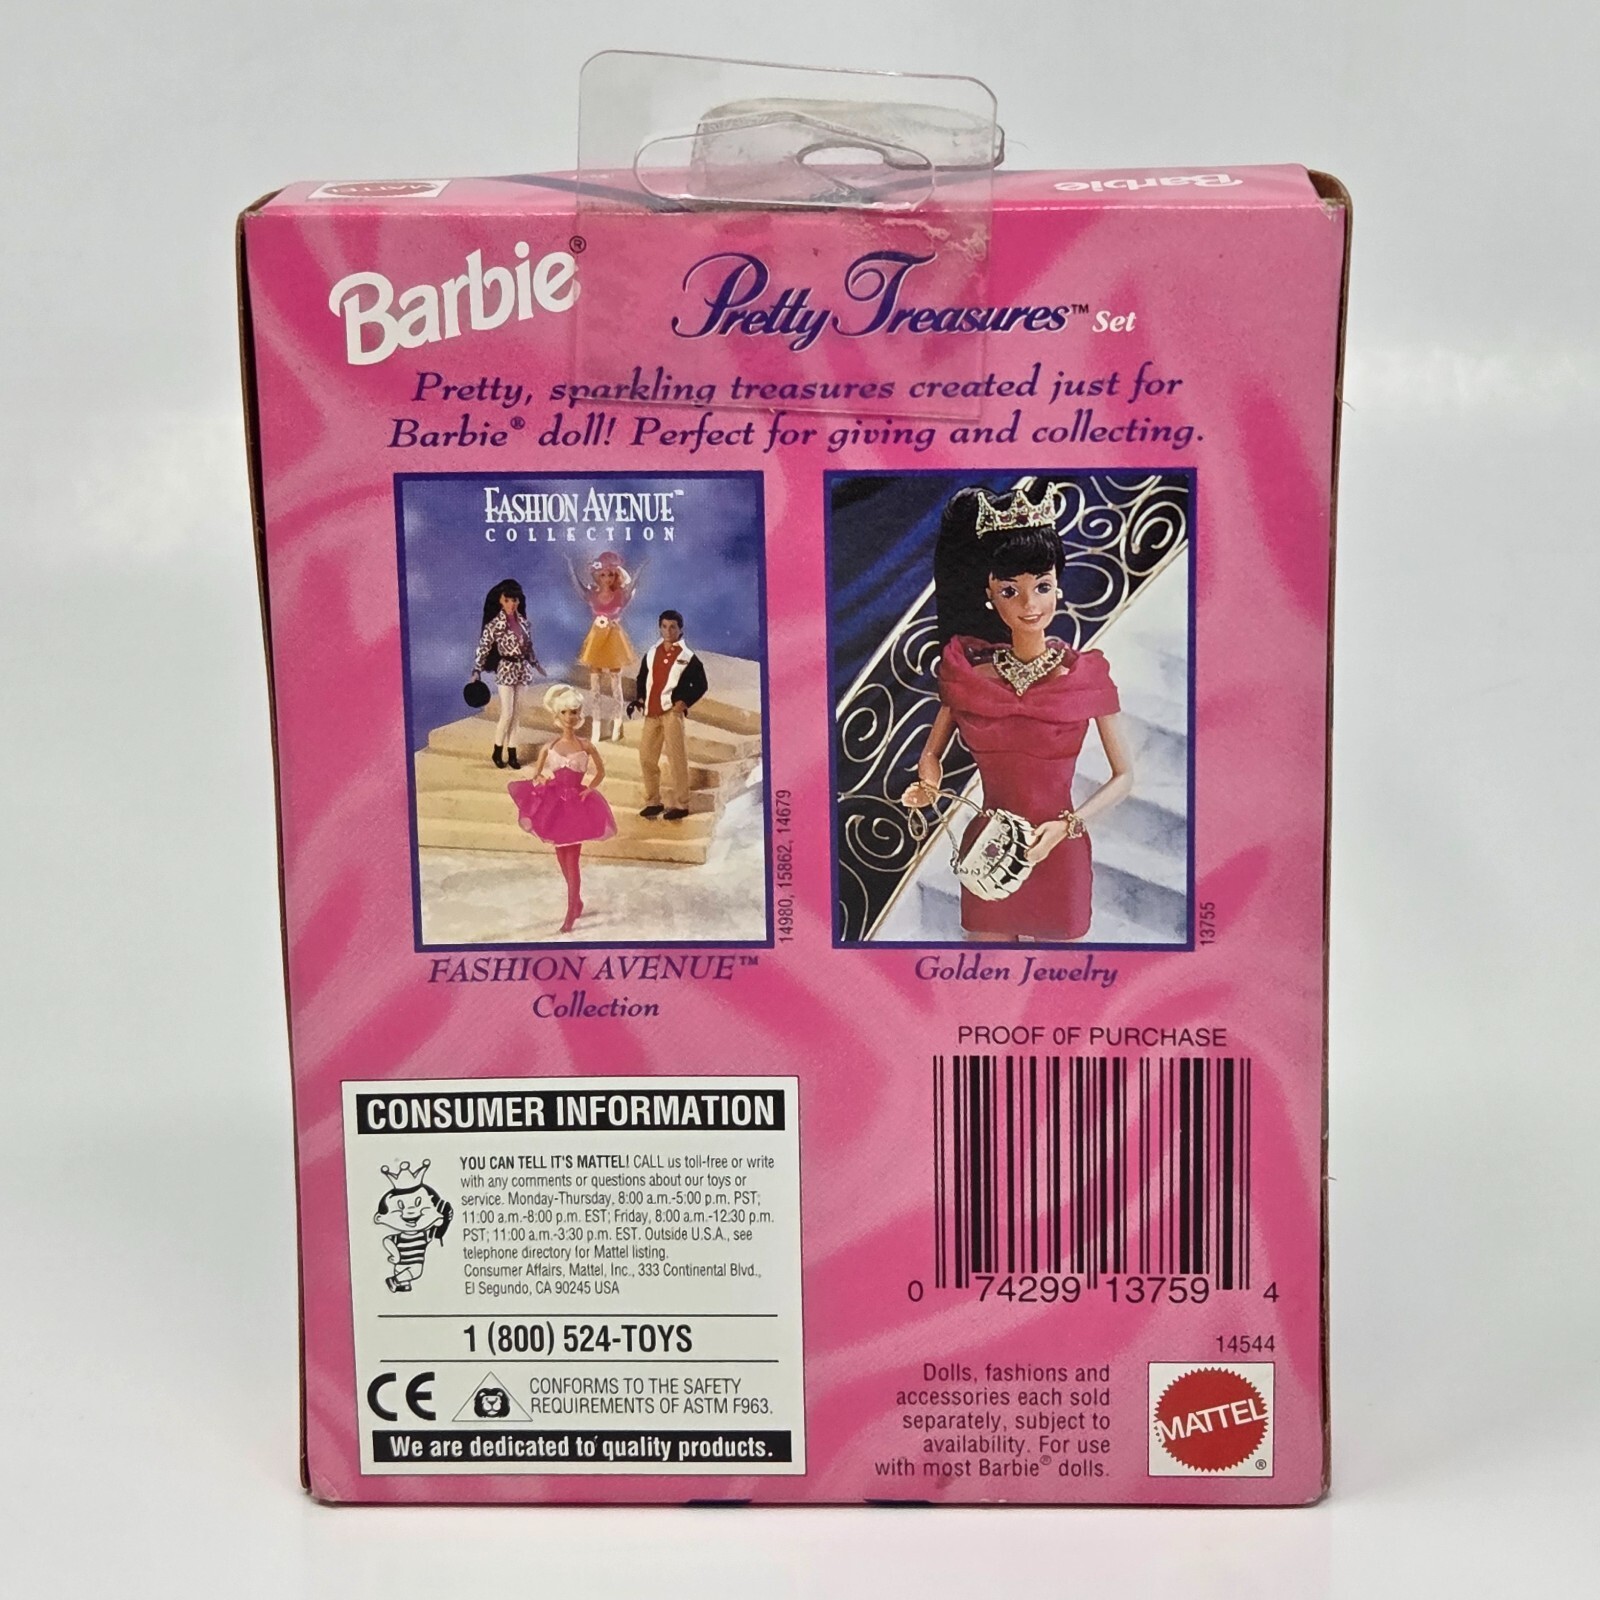 MATTEL
Barbie
Barbie®
Pretty Treasures™ Set
Pretty, sparkling treasures created just for
Barbie® doll! Perfect for giving and collecting.
FASHION AVENUE™
COLLECTION
14980, 15862, 14679
13755
FASHION AVENUE™
Collection
Golden Jewelry
PROOF OF PURCHASE
0 74299 13759 4
14544
CONSUMER INFORMATION
YOU CAN TELL IT'S MATTEL! CALL us toll-free or write
with any comments or questions about our toys or
service. Monday-Thursday, 8:00 a.m.-5:00 p.m. PST;
11:00 a.m.-8:00 p.m. EST; Friday, 8:00 a.m.-12:30 p.m.
PST; 11:00 a.m.-3:30 p.m. EST. Outside U.S.A., see
telephone directory for Mattel listing.
Consumer Affairs, Mattel, Inc., 333 Continental Blvd.,
El Segundo, CA 90245 USA
1 (800) 524-TOYS
CE
CONFORMS TO THE SAFETY
REQUIREMENTS OF ASTM F963.
We are dedicated to quality products.
Dolls, fashions and
accessories each sold
separately, subject to
availability. For use
with most Barbie® dolls.
MATTEL
®